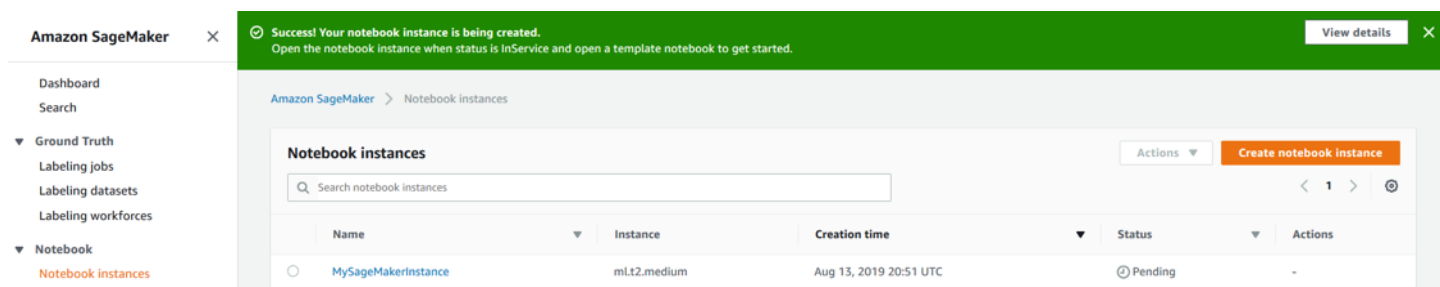 Amazon SageMaker
Dashboard
Search
Ground Truth
Labeling jobs
Labeling datasets
Labeling workforces
Notebook
Notebook instances
Success! Your notebook instance is being created.
Open the notebook instance when status is InService and open a template notebook to get started.
View details
Amazon SageMaker > Notebook instances
Notebook instances
Actions
Create notebook instance
Search notebook instances
1
Name Instance Creation time Status Actions
MySageMakerInstance ml.t2.medium Aug 13, 2019 20:51 UTC Pending -